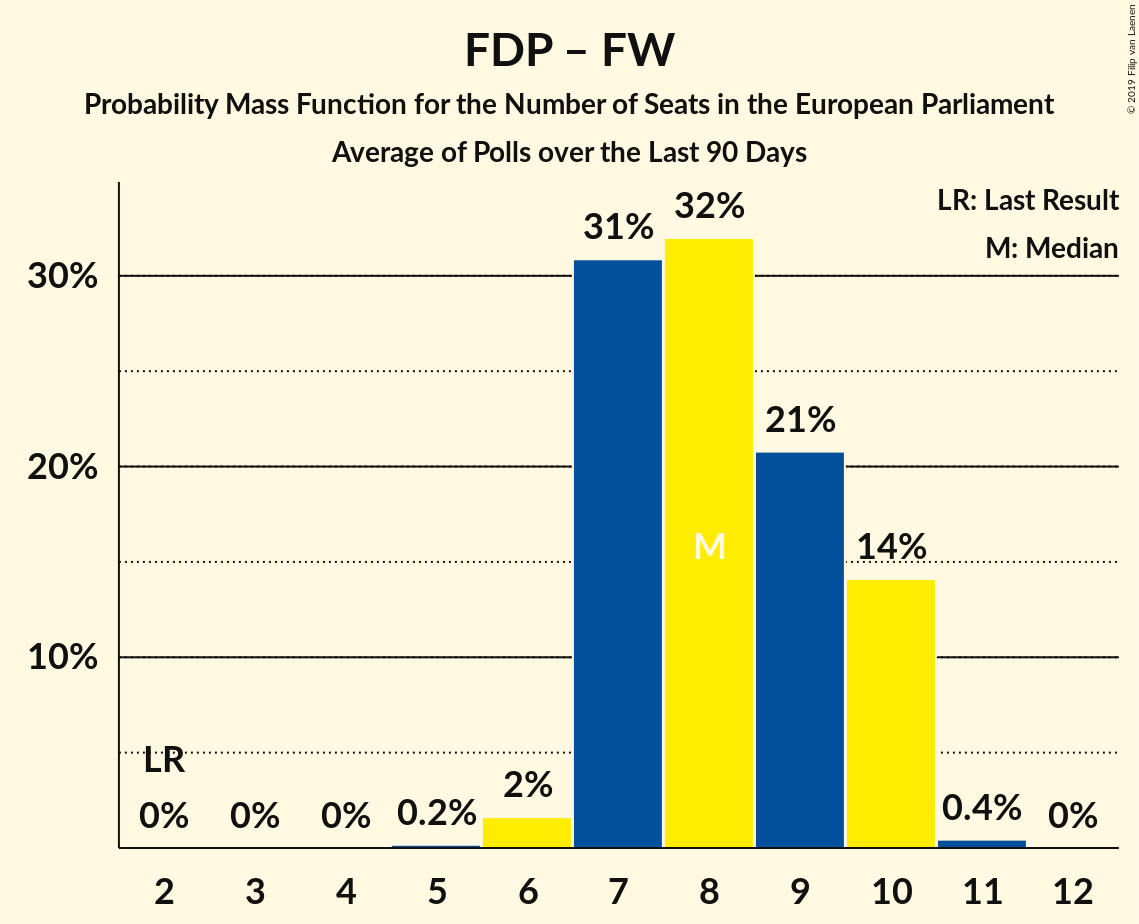 FDP – FW
Probability Mass Function for the Number of Seats in the European Parliament
Average of Polls over the Last 90 Days
© 2019 Filip van Laenen
LR: Last Result
M: Median
30%
20%
10%
LR
0%
0%
0%
0.2%
2%
31%
32%
M
21%
14%
0.4%
0%
2 3 4 5 6 7 8 9 10 11 12